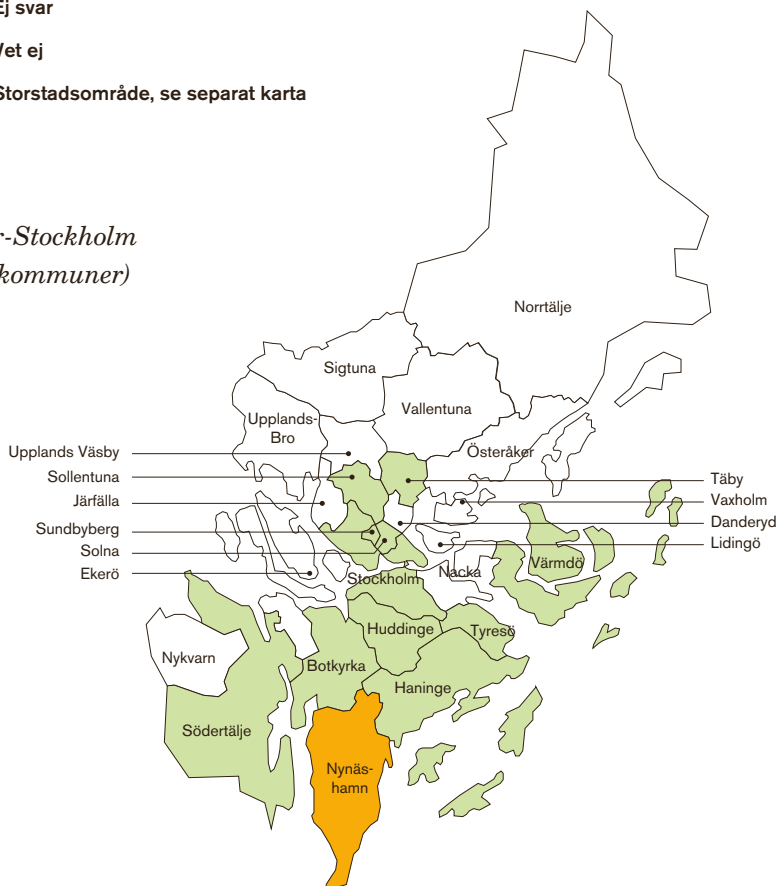 Ej svar
Vet ej
Storstadsområde, se separat karta
r-Stockholm
kommuner)
Norrtälje
Sigtuna
Vallentuna
Upplands-
Bro
Österåker
Upplands Väsby
Sollentuna
Järfälla
Sundbyberg
Solna
Ekerö
Täby
Vaxholm
Danderyd
Lidingö
Värmdö
Stockholm
Nacka
Huddinge
Tyresö
Nykvarn
Botkyrka
Haninge
Södertälje
Nynäs-
hamn